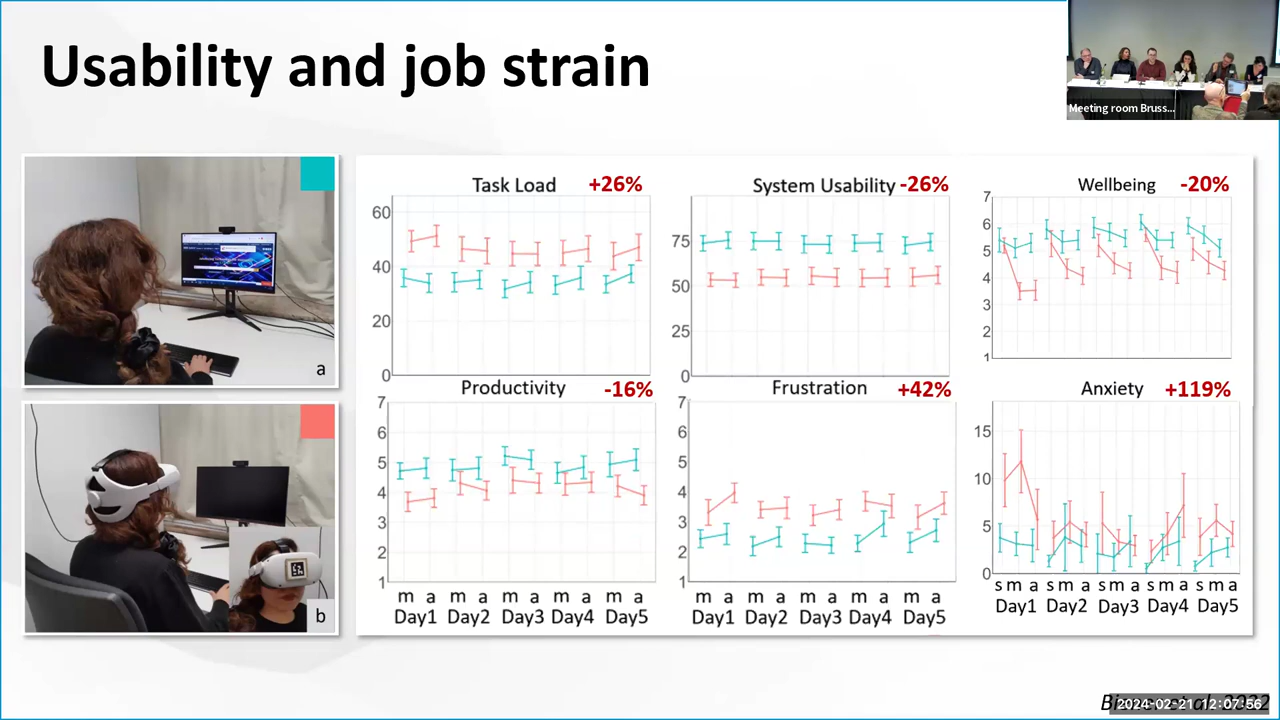 Usability and job strain
Meeting room Bruss...
a
b
Task Load +26%
60
40
20
0
System Usability -26%
75
50
25
0
Wellbeing -20%
7
6
5
4
3
2
1
Productivity -16%
7
6
5
4
3
2
1
m a m a m a m a m a
Day1 Day2 Day3 Day4 Day5
Frustration +42%
7
6
5
4
3
2
1
m a m a m a m a m a
Day1 Day2 Day3 Day4 Day5
Anxiety +119%
15
10
5
0
s m a s m a s m a s m a s m a
Day1 Day2 Day3 Day4 Day5
2024-02-21 12:07:56